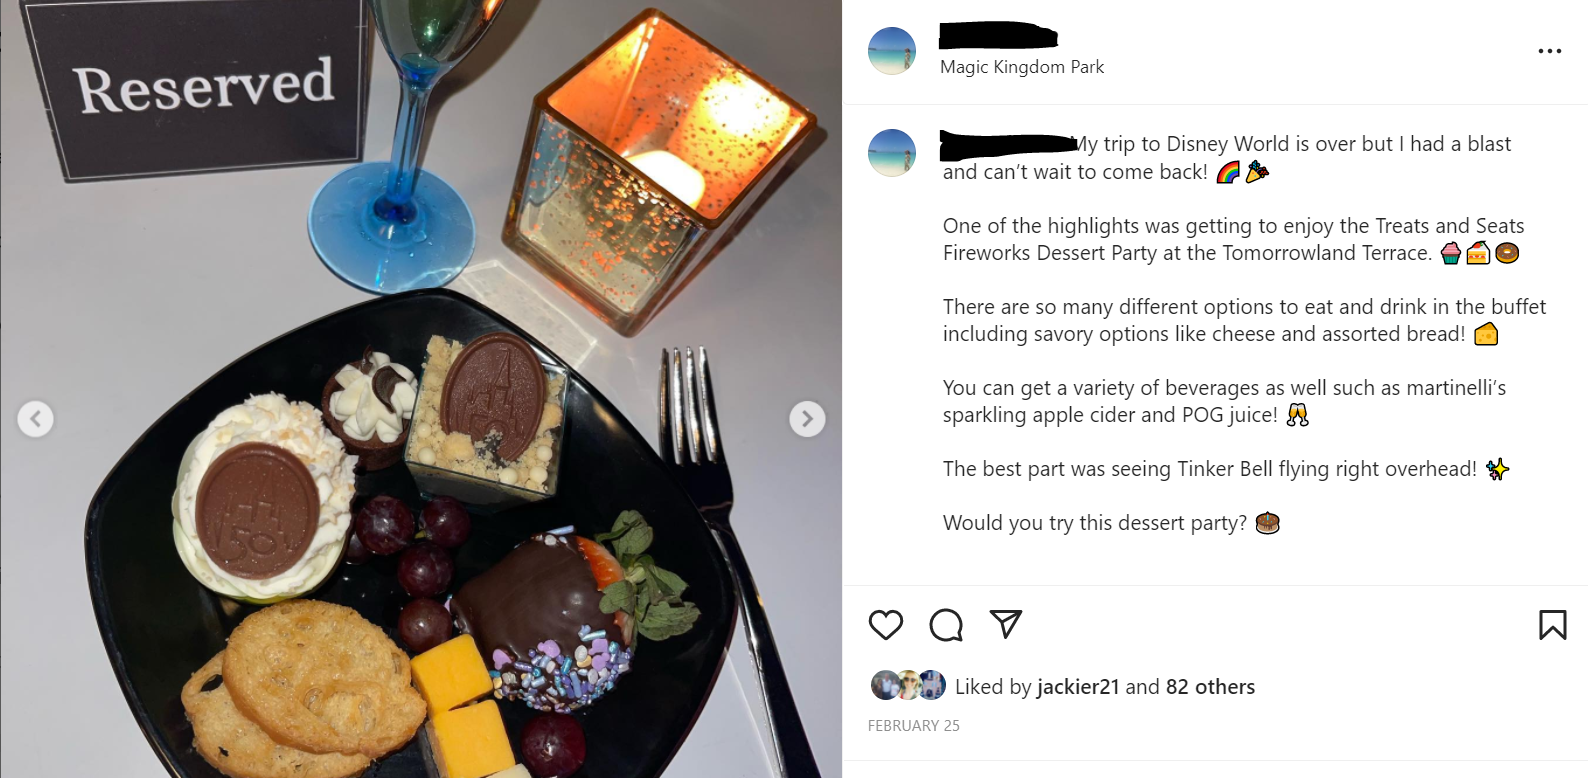 Reserved
50
Magic Kingdom Park
My trip to Disney World is over but I had a blast
and can't wait to come back! 🌈🎉
One of the highlights was getting to enjoy the Treats and Seats
Fireworks Dessert Party at the Tomorrowland Terrace. 🧁🍰🍩
There are so many different options to eat and drink in the buffet
including savory options like cheese and assorted bread! 🧀
You can get a variety of beverages as well such as martinelli's
sparkling apple cider and POG juice! 🥂
The best part was seeing Tinker Bell flying right overhead! ✨
Would you try this dessert party? 🎂
Liked by jackier21 and 82 others
FEBRUARY 25